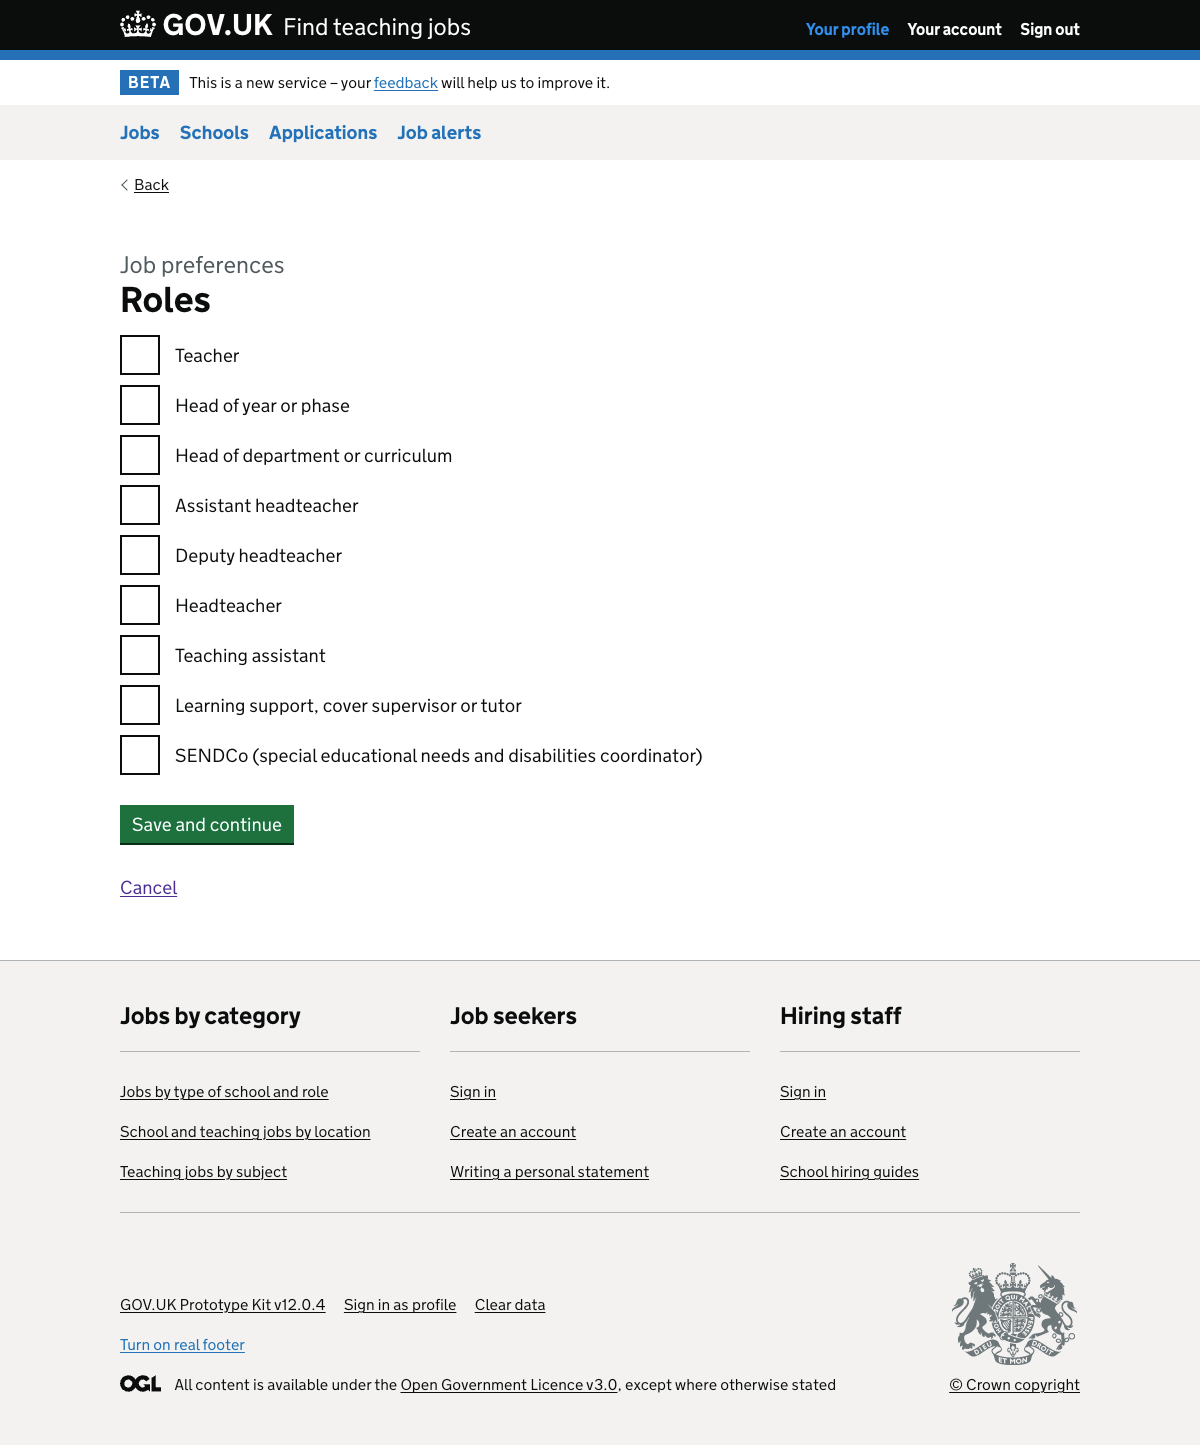 GOV.UK Find teaching jobs Your profile Your account Sign out
BETA This is a new service – your feedback will help us to improve it.
Jobs Schools Applications Job alerts
Back
Job preferences
Roles
Teacher
Head of year or phase
Head of department or curriculum
Assistant headteacher
Deputy headteacher
Headteacher
Teaching assistant
Learning support, cover supervisor or tutor
SENDCo (special educational needs and disabilities coordinator)
Save and continue
Cancel
Jobs by category
Jobs by type of school and role
School and teaching jobs by location
Teaching jobs by subject
Job seekers
Sign in
Create an account
Writing a personal statement
Hiring staff
Sign in
Create an account
School hiring guides
GOV.UK Prototype Kit v12.0.4 Sign in as profile Clear data
Turn on real footer
OGL All content is available under the Open Government Licence v3.0, except where otherwise stated
DIEU ET MON DROIT
© Crown copyright